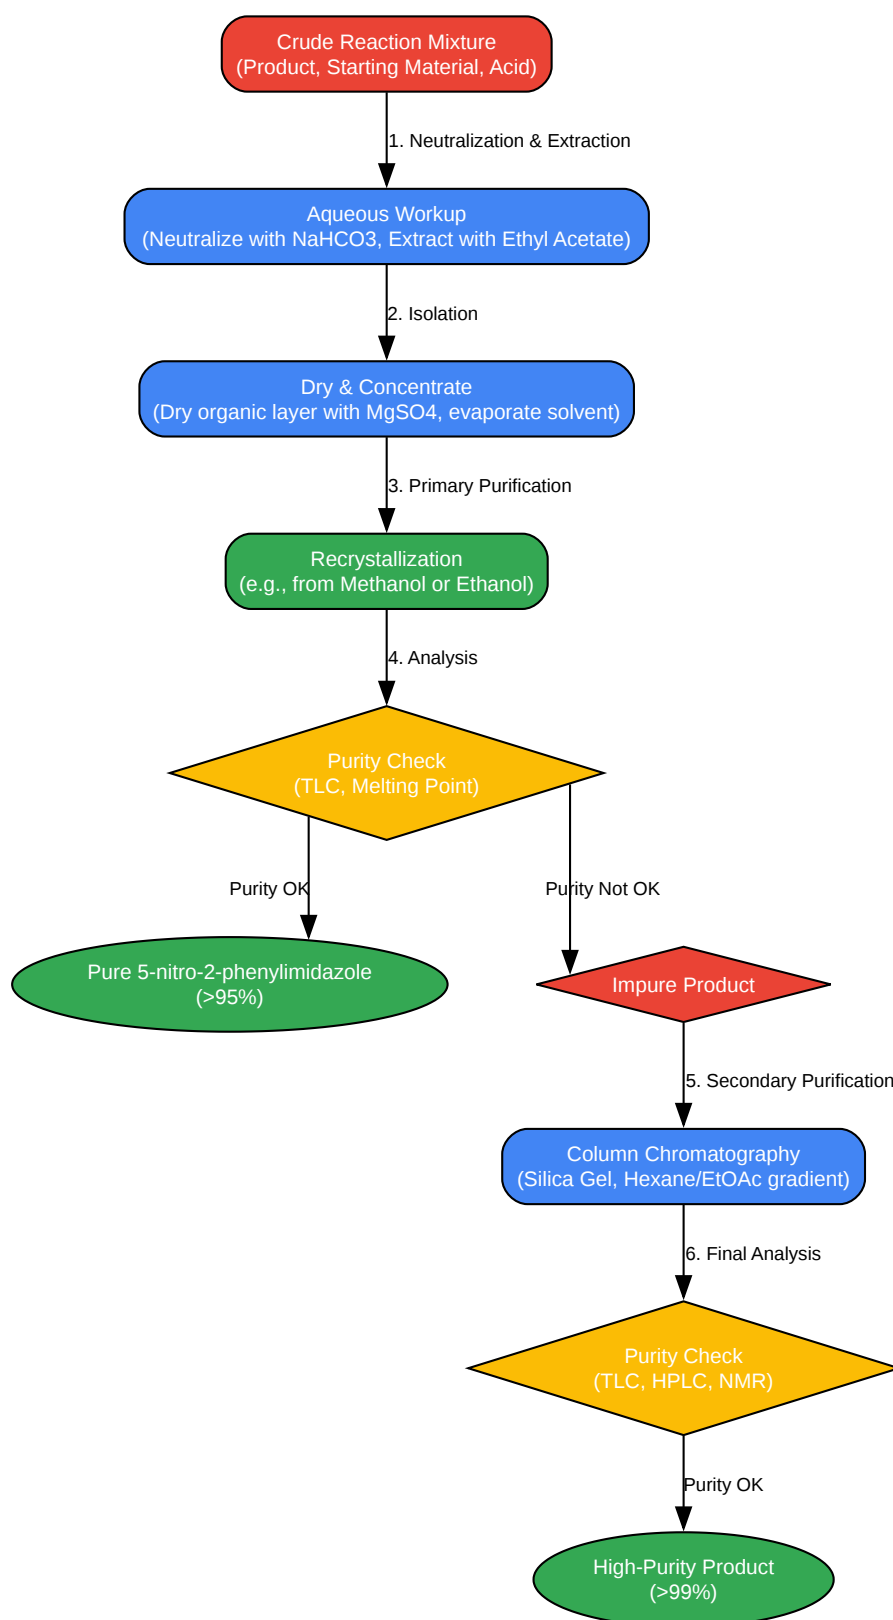 Crude Reaction Mixture
(Product, Starting Material, Acid)
1. Neutralization & Extraction
Aqueous Workup
(Neutralize with NaHCO3, Extract with Ethyl Acetate)
2. Isolation
Dry & Concentrate
(Dry organic layer with MgSO4, evaporate solvent)
3. Primary Purification
Recrystallization
(e.g., from Methanol or Ethanol)
4. Analysis
Purity Check
(TLC, Melting Point)
Purity OK
Purity Not OK
Pure 5-nitro-2-phenylimidazole
(>95%)
Impure Product
5. Secondary Purification
Column Chromatography
(Silica Gel, Hexane/EtOAc gradient)
6. Final Analysis
Purity Check
(TLC, HPLC, NMR)
Purity OK
High-Purity Product
(>99%)